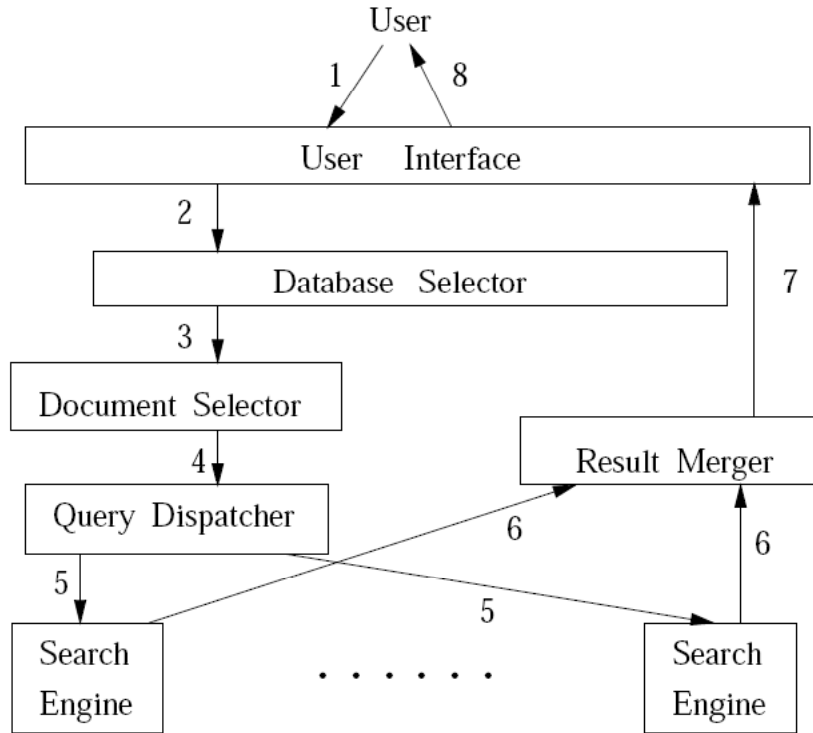 User
1
8
User Interface
2
Database Selector
7
3
Document Selector
4
Result Merger
Query Dispatcher
6
6
5
5
Search
Engine
. . . . . .
Search
Engine